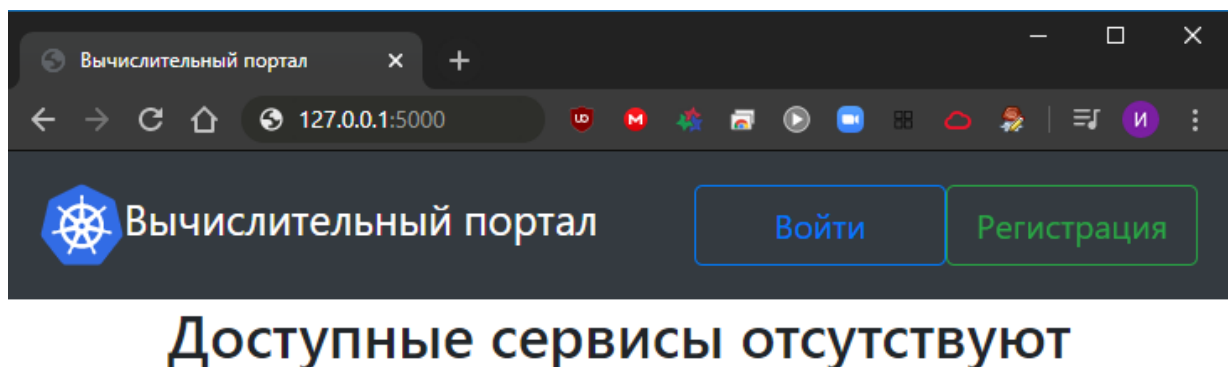 Вычислительный портал
127.0.0.1:5000
И
Вычислительный портал
Войти
Регистрация
Доступные сервисы отсутствуют